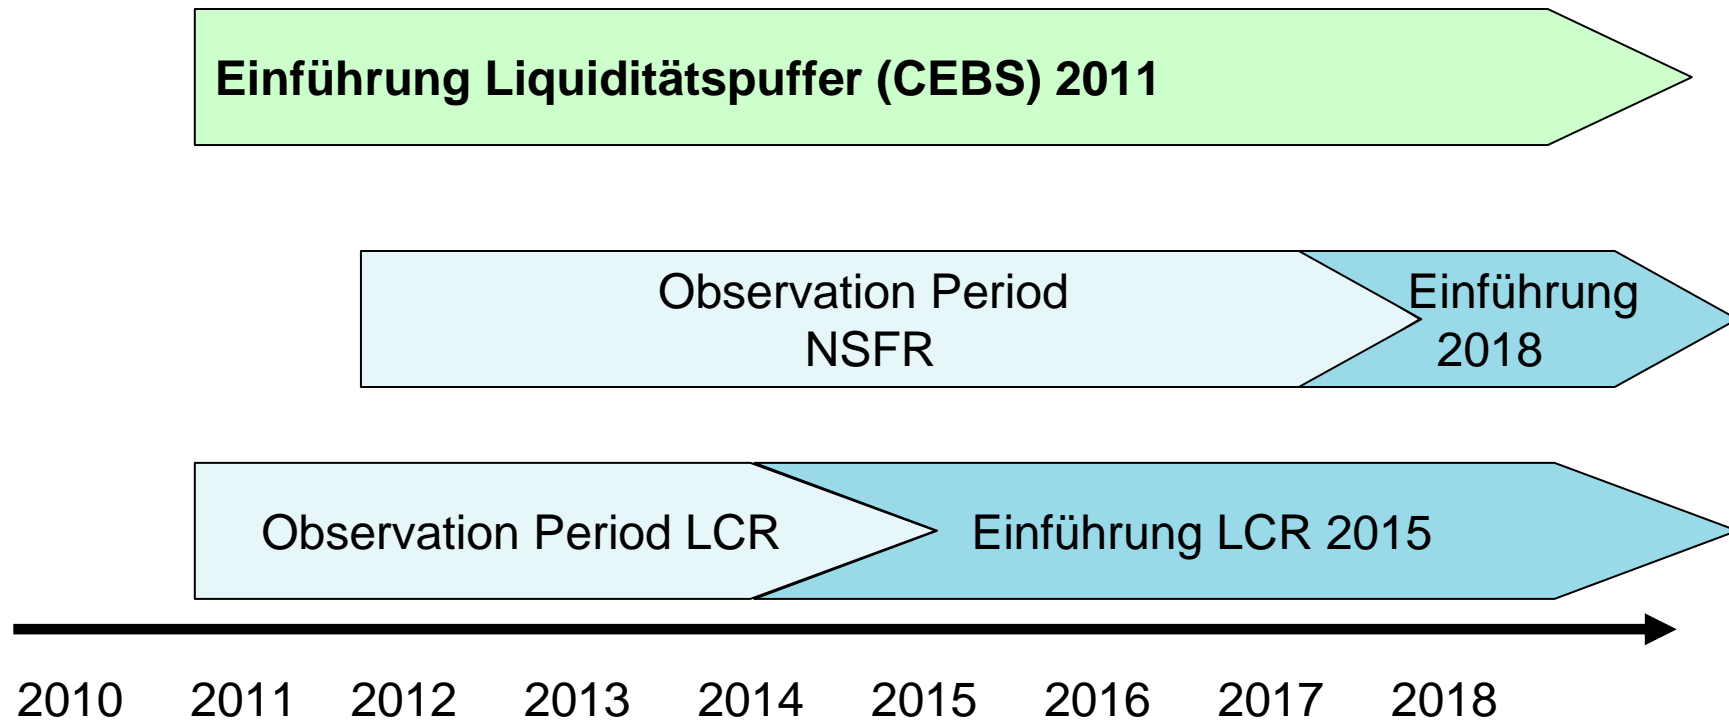 Einführung Liquiditätspuffer (CEBS) 2011
Observation Period
NSFR
Einführung
2018
Observation Period LCR
Einführung LCR 2015
2010 2011 2012 2013 2014 2015 2016 2017 2018